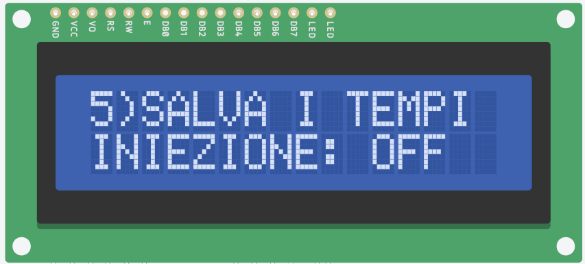 GND VCC VO RS RW E DB0 DB1 DB2 DB3 DB4 DB5 DB6 DB7 LED LED
5)SALVA I TEMPI
INIEZIONE: OFF